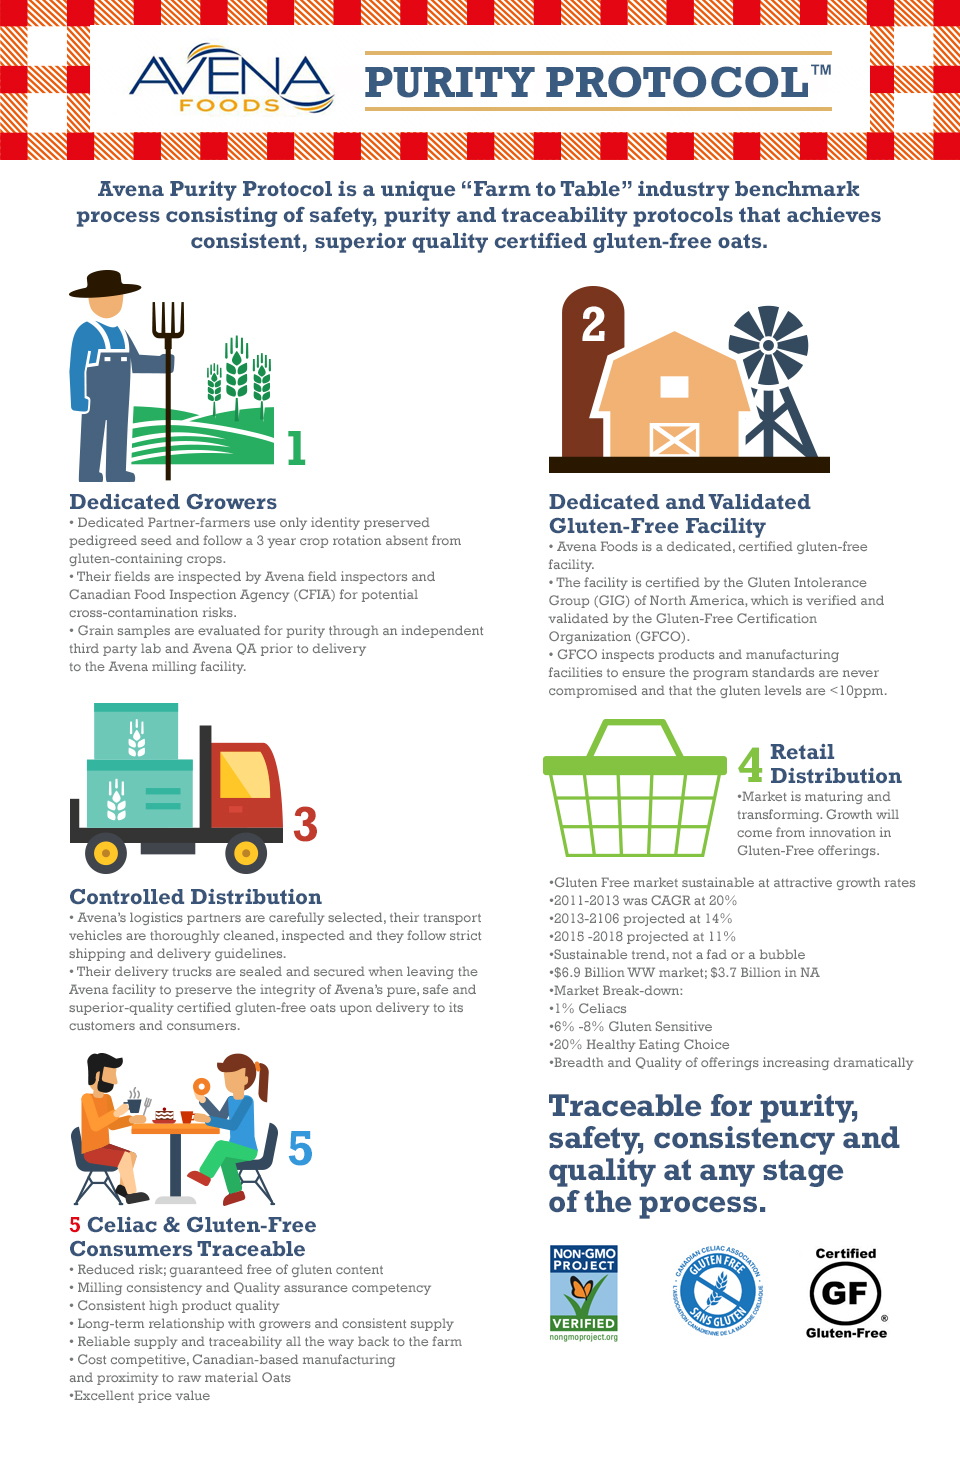 AVENA
FOODS
PURITY PROTOCOL™
Avena Purity Protocol is a unique “Farm to Table” industry benchmark
process consisting of safety, purity and traceability protocols that achieves
consistent, superior quality certified gluten-free oats.
1
Dedicated Growers
• Dedicated Partner-farmers use only identity preserved
pedigreed seed and follow a 3 year crop rotation absent from
gluten-containing crops.
• Their fields are inspected by Avena field inspectors and
Canadian Food Inspection Agency (CFIA) for potential
cross-contamination risks.
• Grain samples are evaluated for purity through an independent
third party lab and Avena QA prior to delivery
to the Avena milling facility.
2
Dedicated and Validated
Gluten-Free Facility
• Avena Foods is a dedicated, certified gluten-free
facility.
• The facility is certified by the Gluten Intolerance
Group (GIG) of North America, which is verified and
validated by the Gluten-Free Certification
Organization (GFCO).
• GFCO inspects products and manufacturing
facilities to ensure the program standards are never
compromised and that the gluten levels are <10ppm.
3
Controlled Distribution
• Avena’s logistics partners are carefully selected, their transport
vehicles are thoroughly cleaned, inspected and they follow strict
shipping and delivery guidelines.
• Their delivery trucks are sealed and secured when leaving the
Avena facility to preserve the integrity of Avena’s pure, safe and
superior-quality certified gluten-free oats upon delivery to its
customers and consumers.
4
Retail
Distribution
•Market is maturing and
transforming. Growth will
come from innovation in
Gluten-Free offerings.
•Gluten Free market sustainable at attractive growth rates
•2011-2013 was CAGR at 20%
•2013-2106 projected at 14%
•2015 -2018 projected at 11%
•Sustainable trend, not a fad or a bubble
•$6.9 Billion WW market; $3.7 Billion in NA
•Market Break-down:
•1% Celiacs
•6% -8% Gluten Sensitive
•20% Healthy Eating Choice
•Breadth and Quality of offerings increasing dramatically
5
5 Celiac & Gluten-Free
Consumers Traceable
• Reduced risk; guaranteed free of gluten content
• Milling consistency and Quality assurance competency
• Consistent high product quality
• Long-term relationship with growers and consistent supply
• Reliable supply and traceability all the way back to the farm
• Cost competitive, Canadian-based manufacturing
and proximity to raw material Oats
•Excellent price value
Traceable for purity,
safety, consistency and
quality at any stage
of the process.
NON-GMO
PROJECT
VERIFIED
nongmoproject.org
· CANADIAN CELIAC ASSOCIATION ·
GLUTEN FREE
SANS GLUTEN
L'ASSOCIATION CANADIENNE DE LA MALADIE COELIAQUE
Certified
GF
®
Gluten-Free